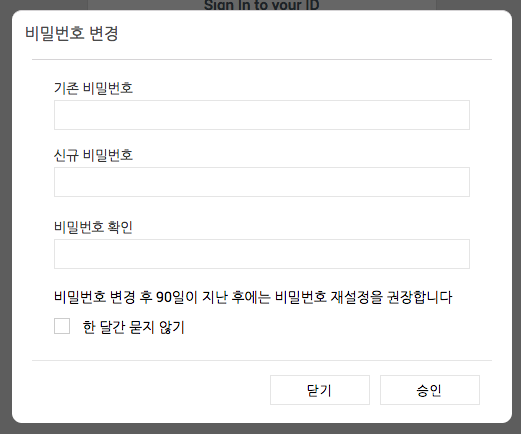 Sign In to your ID
비밀번호 변경
기존 비밀번호
신규 비밀번호
비밀번호 확인
비밀번호 변경 후 90일이 지난 후에는 비밀번호 재설정을 권장합니다
한 달간 묻지 않기
닫기
승인